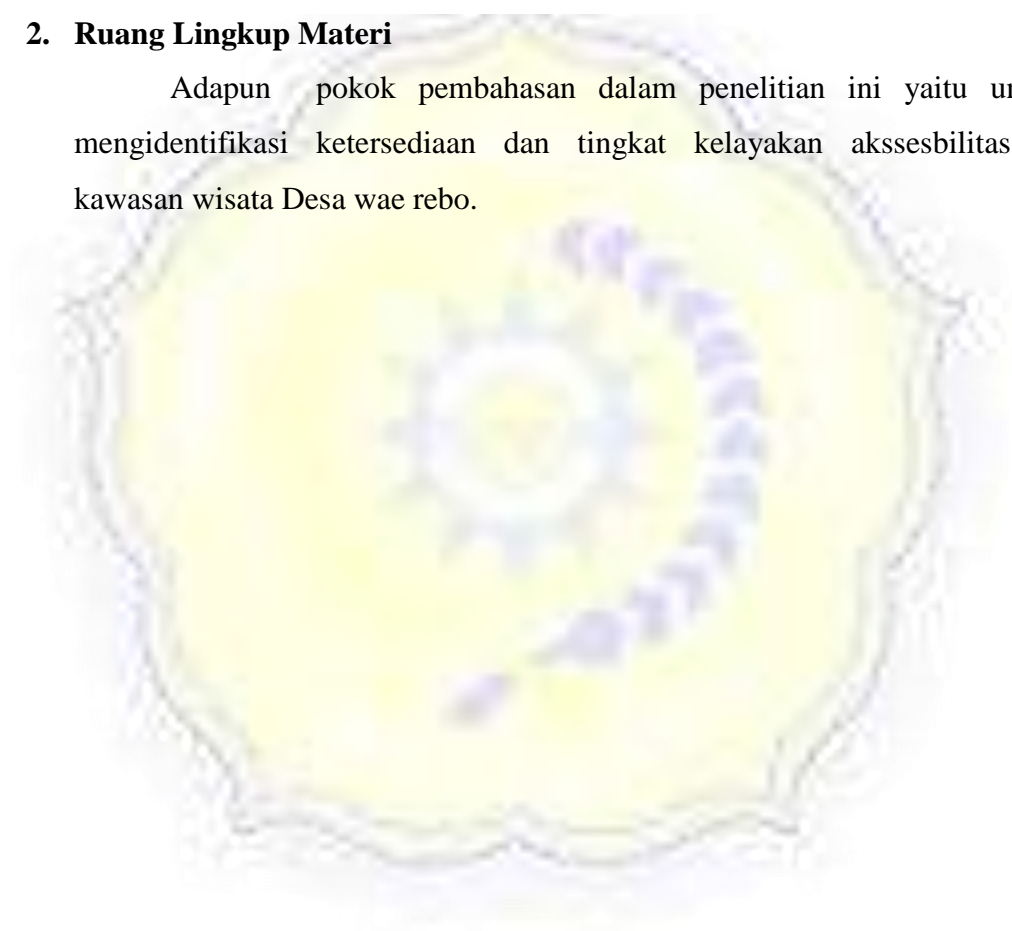 2. Ruang Lingkup Materi
Adapun pokok pembahasan dalam penelitian ini yaitu
mengidentifikasi ketersediaan dan tingkat kelayakan akssesbilitas
kawasan wisata Desa wae rebo.